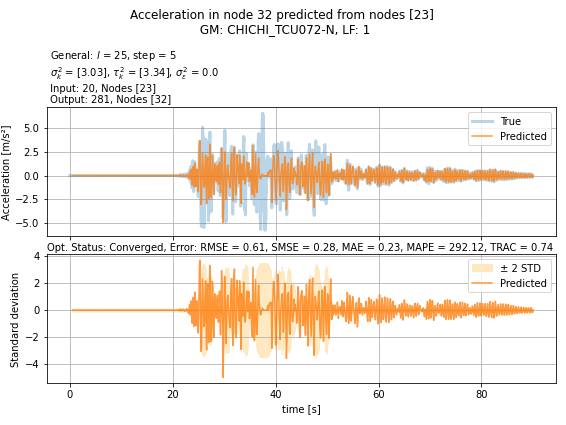 Acceleration in node 32 predicted from nodes [23]
GM: CHICHI_TCU072-N, LF: 1
General: l = 25, step = 5
σ²ₖ = [3.03], τ²ₖ = [3.34], σ²ε = 0.0
Input: 20, Nodes [23]
Output: 281, Nodes [32]
Acceleration [m/s²]
5.0
2.5
0.0
−2.5
−5.0
True
Predicted
Opt. Status: Converged, Error: RMSE = 0.61, SMSE = 0.28, MAE = 0.23, MAPE = 292.12, TRAC = 0.74
Standard deviation
4
2
0
−2
−4
± 2 STD
Predicted
0 20 40 60 80
time [s]